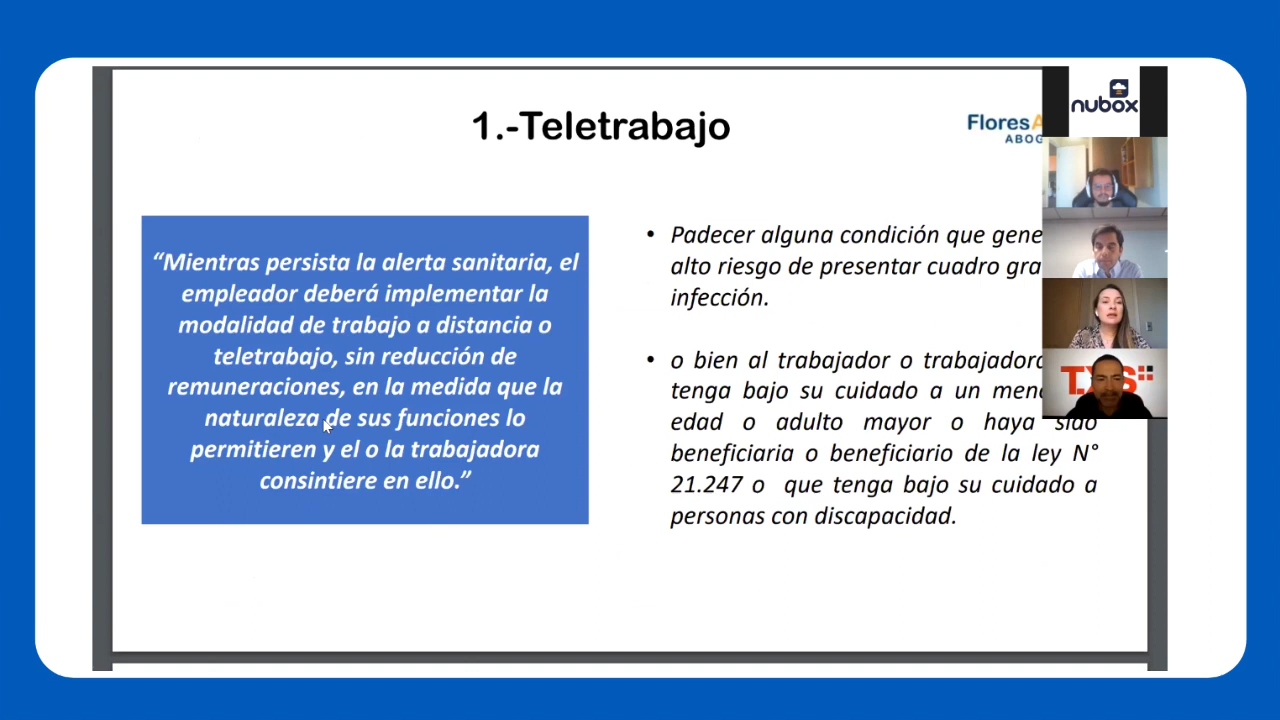 1.-Teletrabajo
Flores
ABOG
nubox
“Mientras persista la alerta sanitaria, el
empleador deberá implementar la
modalidad de trabajo a distancia o
teletrabajo, sin reducción de
remuneraciones, en la medida que la
naturaleza de sus funciones lo
permitieren y el o la trabajadora
consintiere en ello.”
• Padecer alguna condición que gene
alto riesgo de presentar cuadro gra
infección.
• o bien al trabajador o trabajadora
tenga bajo su cuidado a un men
edad o adulto mayor o haya sido
beneficiaria o beneficiario de la ley N°
21.247 o que tenga bajo su cuidado a
personas con discapacidad.